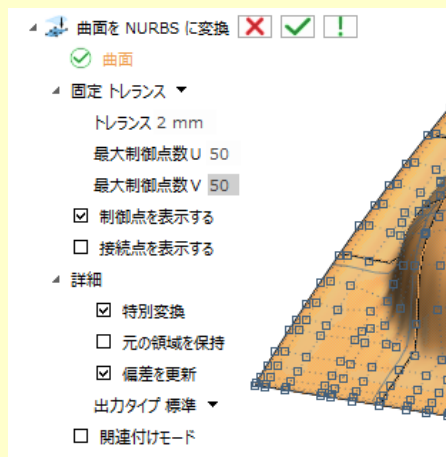 曲面を NURBS に変換
曲面
固定 トレランス
トレランス 2 mm
最大制御点数 U 50
最大制御点数 V 50
制御点を表示する
接続点を表示する
詳細
特別変換
元の領域を保持
偏差を更新
出力タイプ 標準
関連付けモード